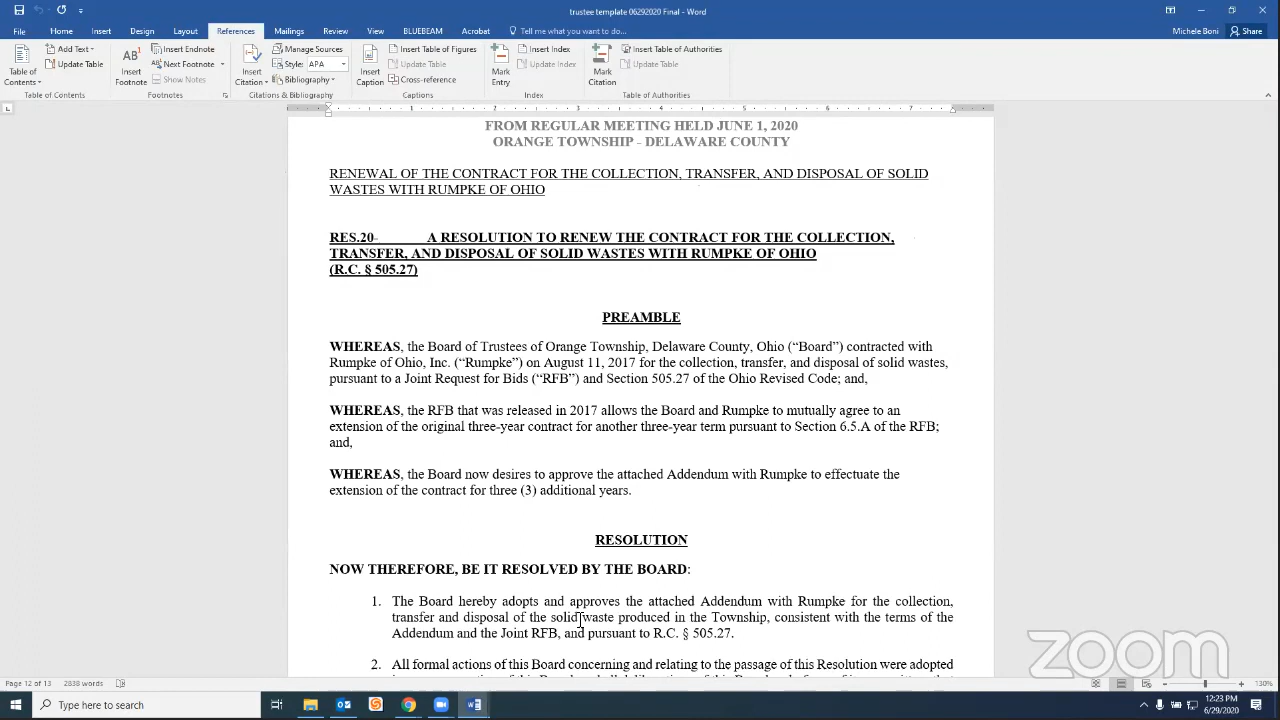 trustee template 06292020 Final - Word
File Home Insert Design Layout References Mailings Review View BLUEBEAM Acrobat Tell me what you want to do... Michele Boni Share
Table of Contents Add Text Update Table Table of Contents
Insert Footnote AB Insert Endnote Next Footnote Show Notes Footnotes
Insert Citation Manage Sources Style: APA Bibliography Citations & Bibliography
Insert Caption Insert Table of Figures Update Table Cross-reference Captions
Mark Entry Insert Index Update Index Index
Mark Citation Insert Table of Authorities Update Table Table of Authorities
FROM REGULAR MEETING HELD JUNE 1, 2020
ORANGE TOWNSHIP - DELAWARE COUNTY
RENEWAL OF THE CONTRACT FOR THE COLLECTION, TRANSFER, AND DISPOSAL OF SOLID
WASTES WITH RUMPKE OF OHIO
RES.20- A RESOLUTION TO RENEW THE CONTRACT FOR THE COLLECTION,
TRANSFER, AND DISPOSAL OF SOLID WASTES WITH RUMPKE OF OHIO
(R.C. § 505.27)
PREAMBLE
WHEREAS, the Board of Trustees of Orange Township, Delaware County, Ohio (“Board”) contracted with
Rumpke of Ohio, Inc. (“Rumpke”) on August 11, 2017 for the collection, transfer, and disposal of solid wastes,
pursuant to a Joint Request for Bids (“RFB”) and Section 505.27 of the Ohio Revised Code; and,
WHEREAS, the RFB that was released in 2017 allows the Board and Rumpke to mutually agree to an
extension of the original three-year contract for another three-year term pursuant to Section 6.5.A of the RFB;
and,
WHEREAS, the Board now desires to approve the attached Addendum with Rumpke to effectuate the
extension of the contract for three (3) additional years.
RESOLUTION
NOW THEREFORE, BE IT RESOLVED BY THE BOARD:
1. The Board hereby adopts and approves the attached Addendum with Rumpke for the collection,
transfer and disposal of the solid waste produced in the Township, consistent with the terms of the
Addendum and the Joint RFB, and pursuant to R.C. § 505.27.
2. All formal actions of this Board concerning and relating to the passage of this Resolution were adopted
zoom
Page 12 of 13 2838 words 130%
Type here to search
12:23 PM
6/29/2020